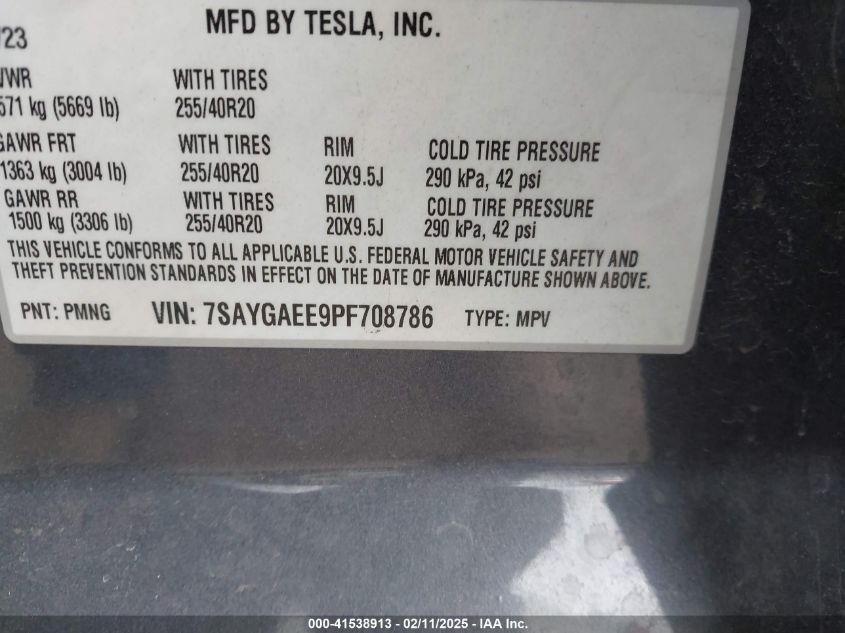 MFD BY TESLA, INC.
/23
VWR WITH TIRES
571 kg (5669 lb) 255/40R20
GAWR FRT WITH TIRES RIM COLD TIRE PRESSURE
1363 kg (3004 lb) 255/40R20 20X9.5J 290 kPa, 42 psi
GAWR RR WITH TIRES RIM COLD TIRE PRESSURE
1500 kg (3306 lb) 255/40R20 20X9.5J 290 kPa, 42 psi
THIS VEHICLE CONFORMS TO ALL APPLICABLE U.S. FEDERAL MOTOR VEHICLE SAFETY AND
THEFT PREVENTION STANDARDS IN EFFECT ON THE DATE OF MANUFACTURE SHOWN ABOVE.
PNT: PMNG VIN: 7SAYGAEE9PF708786 TYPE: MPV
000-41538913 - 02/11/2025 - IAA Inc.